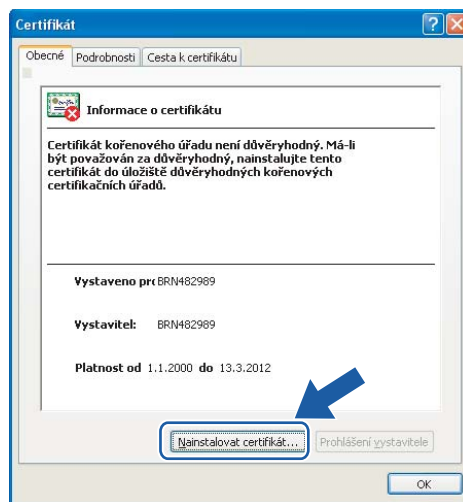 Certifikát
Obecné Podrobnosti Cesta k certifikátu
Informace o certifikátu
Certifikát kořenového úřadu není důvěryhodný. Má-li
být považován za důvěryhodný, nainstalujte tento
certifikát do úložiště důvěryhodných kořenových
certifikačních úřadů.
Vystaveno pro BRN482989
Vystavitel: BRN482989
Platnost od 1.1.2000 do 13.3.2012
Nainstalovat certifikát... Prohlášení vystavitele
OK